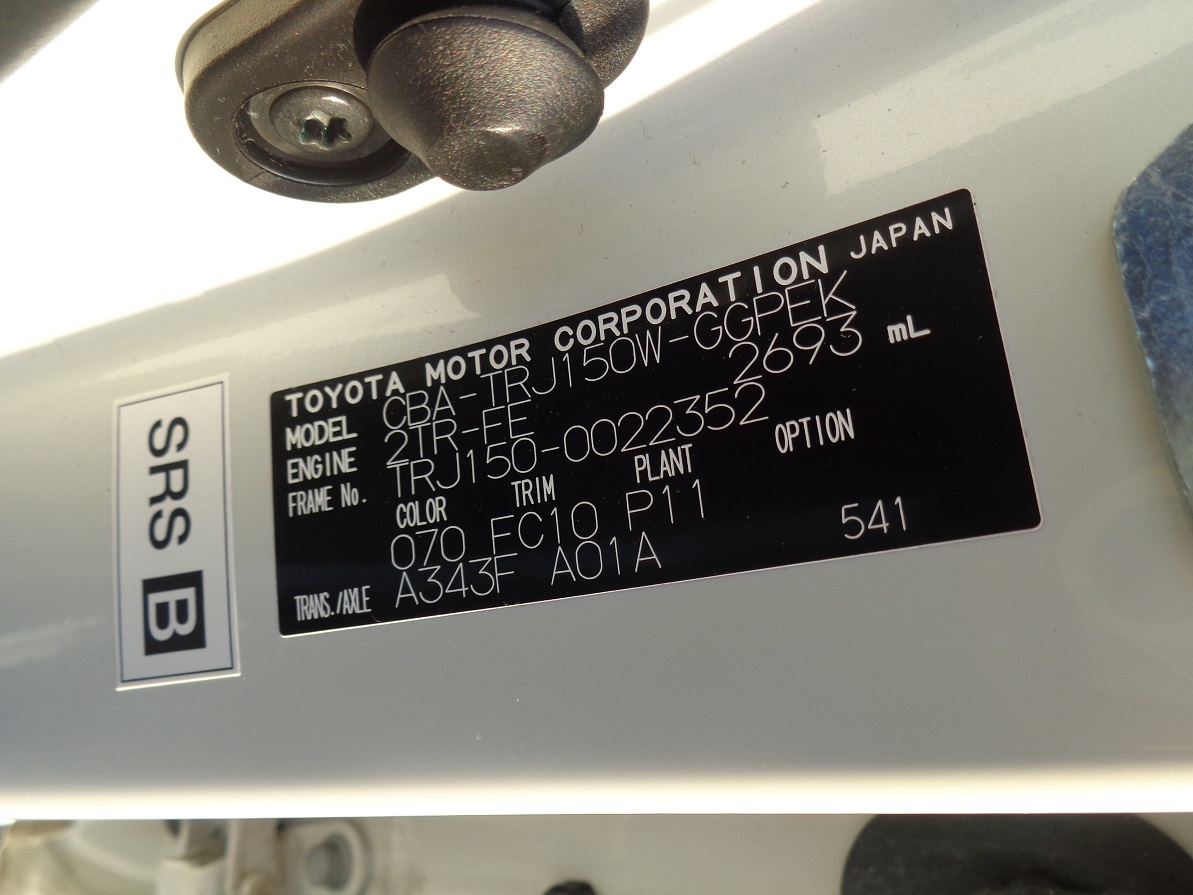 TOYOTA MOTOR CORPORATION JAPAN
MODEL CBA-TRJ150W-GGPEK
ENGINE 2TR-FE 2693 mL
FRAME No. TRJ150-0022352
COLOR TRIM PLANT OPTION
070 FC10 P11
TRANS./AXLE A343F A01A 541
SRS B